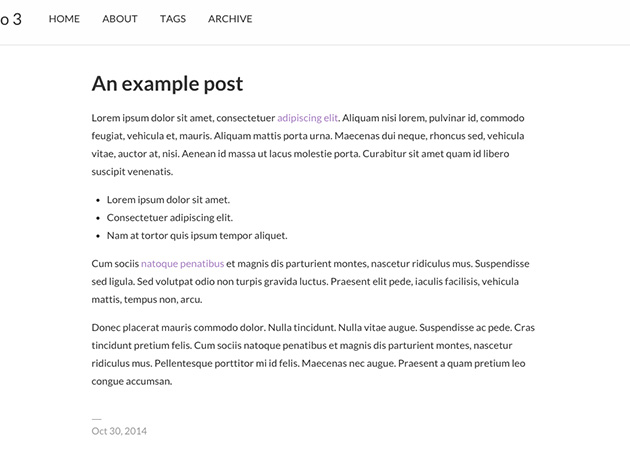 o 3 HOME ABOUT TAGS ARCHIVE
An example post
Lorem ipsum dolor sit amet, consectetuer adipiscing elit. Aliquam nisi lorem, pulvinar id, commodo
feugiat, vehicula et, mauris. Aliquam mattis porta urna. Maecenas dui neque, rhoncus sed, vehicula
vitae, auctor at, nisi. Aenean id massa ut lacus molestie porta. Curabitur sit amet quam id libero
suscipit venenatis.
• Lorem ipsum dolor sit amet.
• Consectetuer adipiscing elit.
• Nam at tortor quis ipsum tempor aliquet.
Cum sociis natoque penatibus et magnis dis parturient montes, nascetur ridiculus mus. Suspendisse
sed ligula. Sed volutpat odio non turpis gravida luctus. Praesent elit pede, iaculis facilisis, vehicula
mattis, tempus non, arcu.
Donec placerat mauris commodo dolor. Nulla tincidunt. Nulla vitae augue. Suspendisse ac pede. Cras
tincidunt pretium felis. Cum sociis natoque penatibus et magnis dis parturient montes, nascetur
ridiculus mus. Pellentesque porttitor mi id felis. Maecenas nec augue. Praesent a quam pretium leo
congue accumsan.
—
Oct 30, 2014